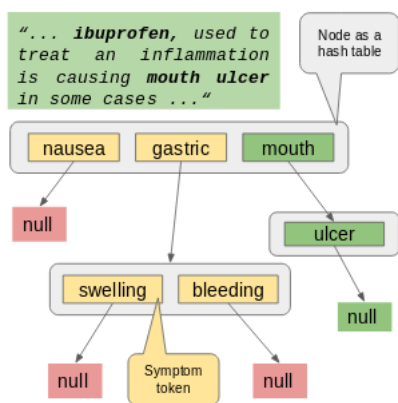 "... ibuprofen, used to
treat an inflammation
is causing mouth ulcer
in some cases ..."
Node as a
hash table
nausea gastric mouth
null
ulcer
swelling bleeding
null
null
Symptom
token
null